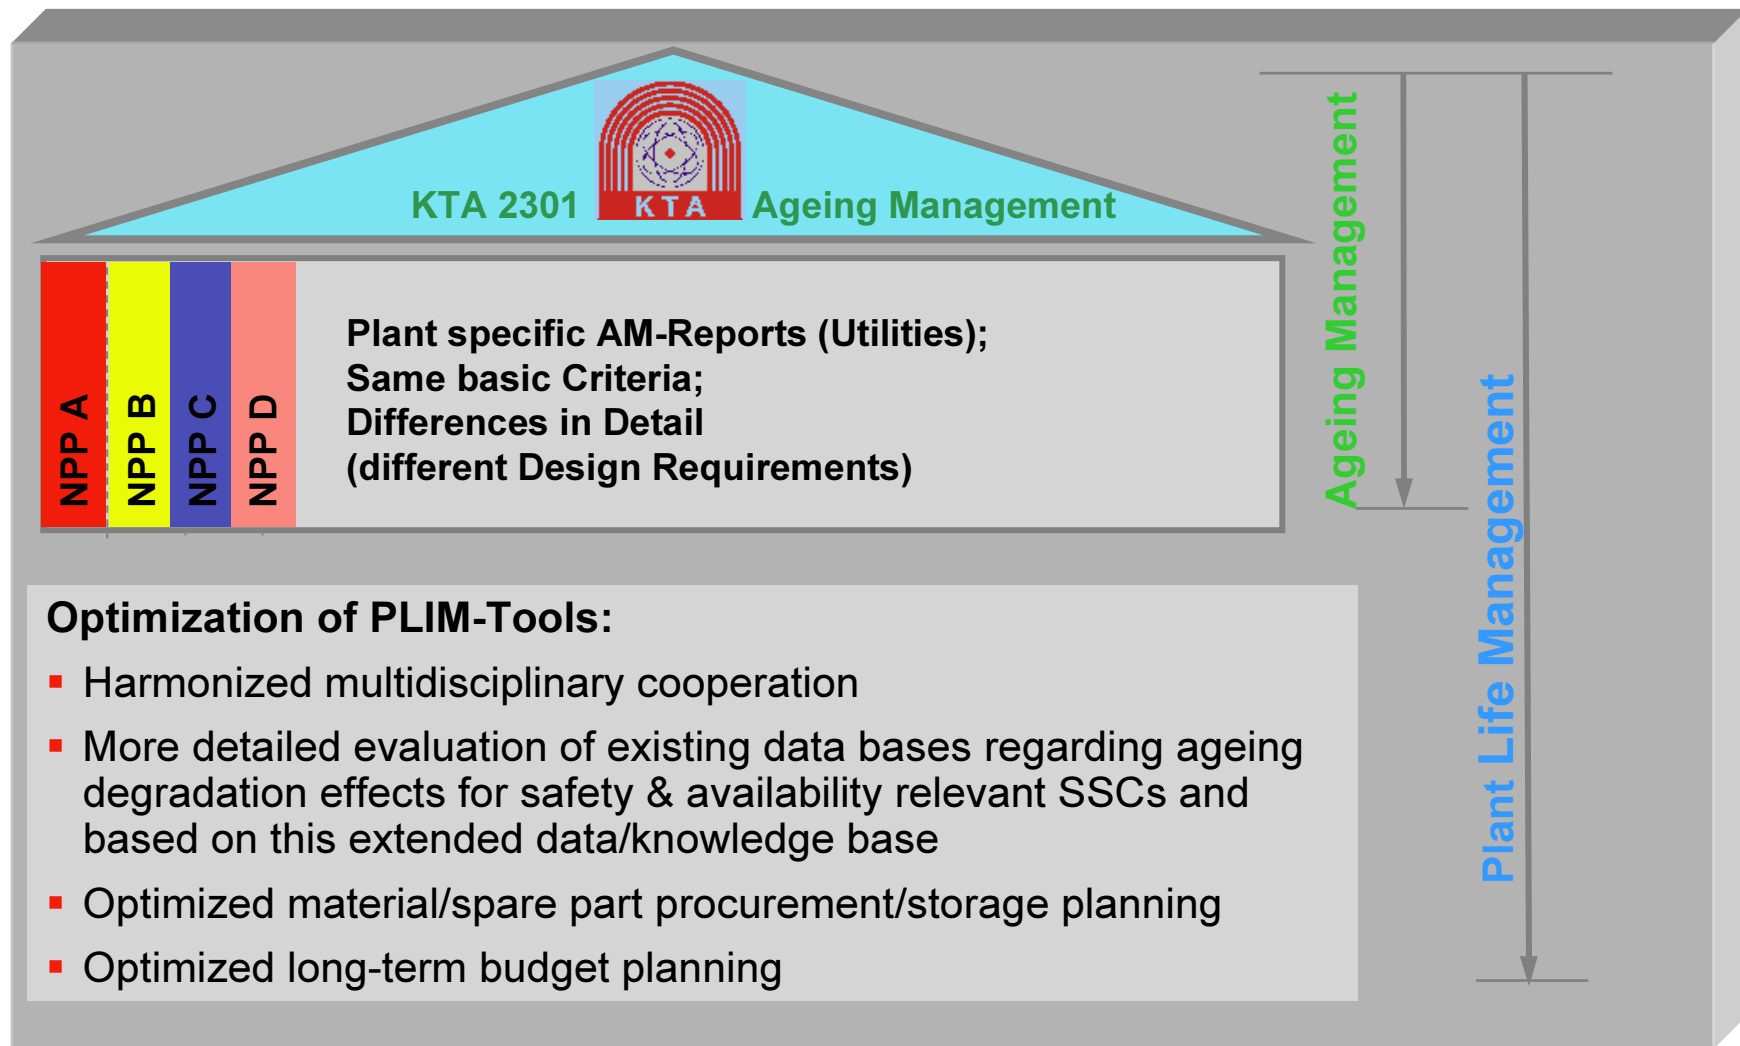 KTA 2301
KTA
Ageing Management
NPP A
NPP B
NPP C
NPP D
Plant specific AM-Reports (Utilities);
Same basic Criteria;
Differences in Detail
(different Design Requirements)
Ageing Management
Plant Life Management
Optimization of PLIM-Tools:
▪ Harmonized multidisciplinary cooperation
▪ More detailed evaluation of existing data bases regarding ageing
degradation effects for safety & availability relevant SSCs and
based on this extended data/knowledge base
▪ Optimized material/spare part procurement/storage planning
▪ Optimized long-term budget planning